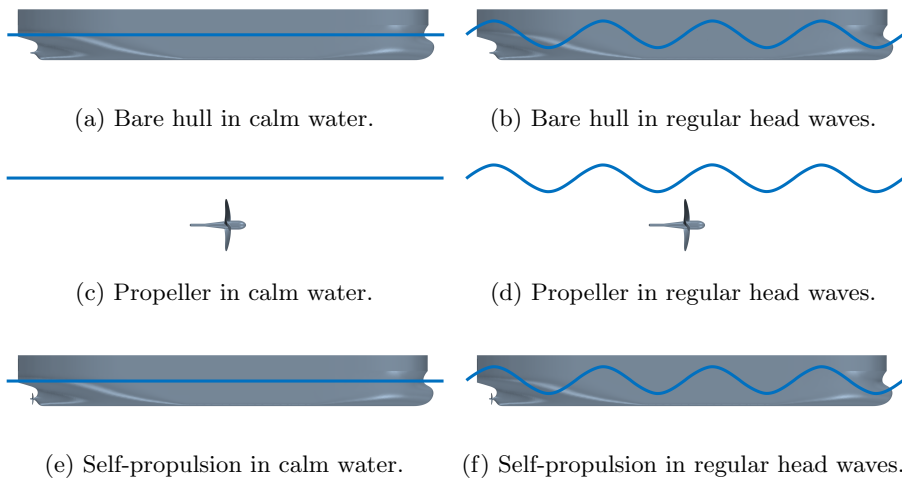 (a) Bare hull in calm water.
(b) Bare hull in regular head waves.
(c) Propeller in calm water.
(d) Propeller in regular head waves.
(e) Self-propulsion in calm water.
(f) Self-propulsion in regular head waves.